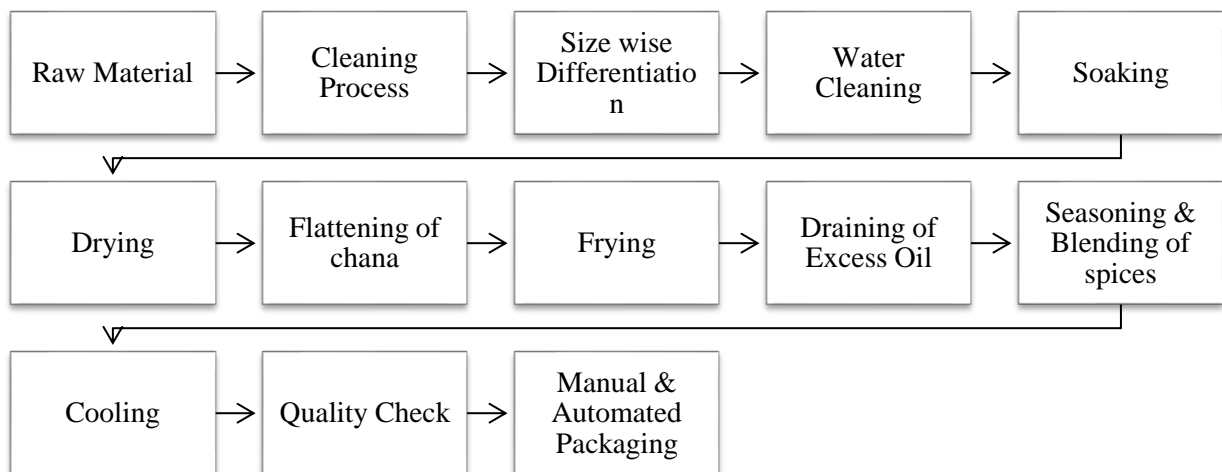 Raw Material
Cleaning
Process
Size wise
Differentiatio
n
Water
Cleaning
Soaking
Drying
Flattening of
chana
Frying
Draining of
Excess Oil
Seasoning &
Blending of
spices
Cooling
Quality Check
Manual &
Automated
Packaging